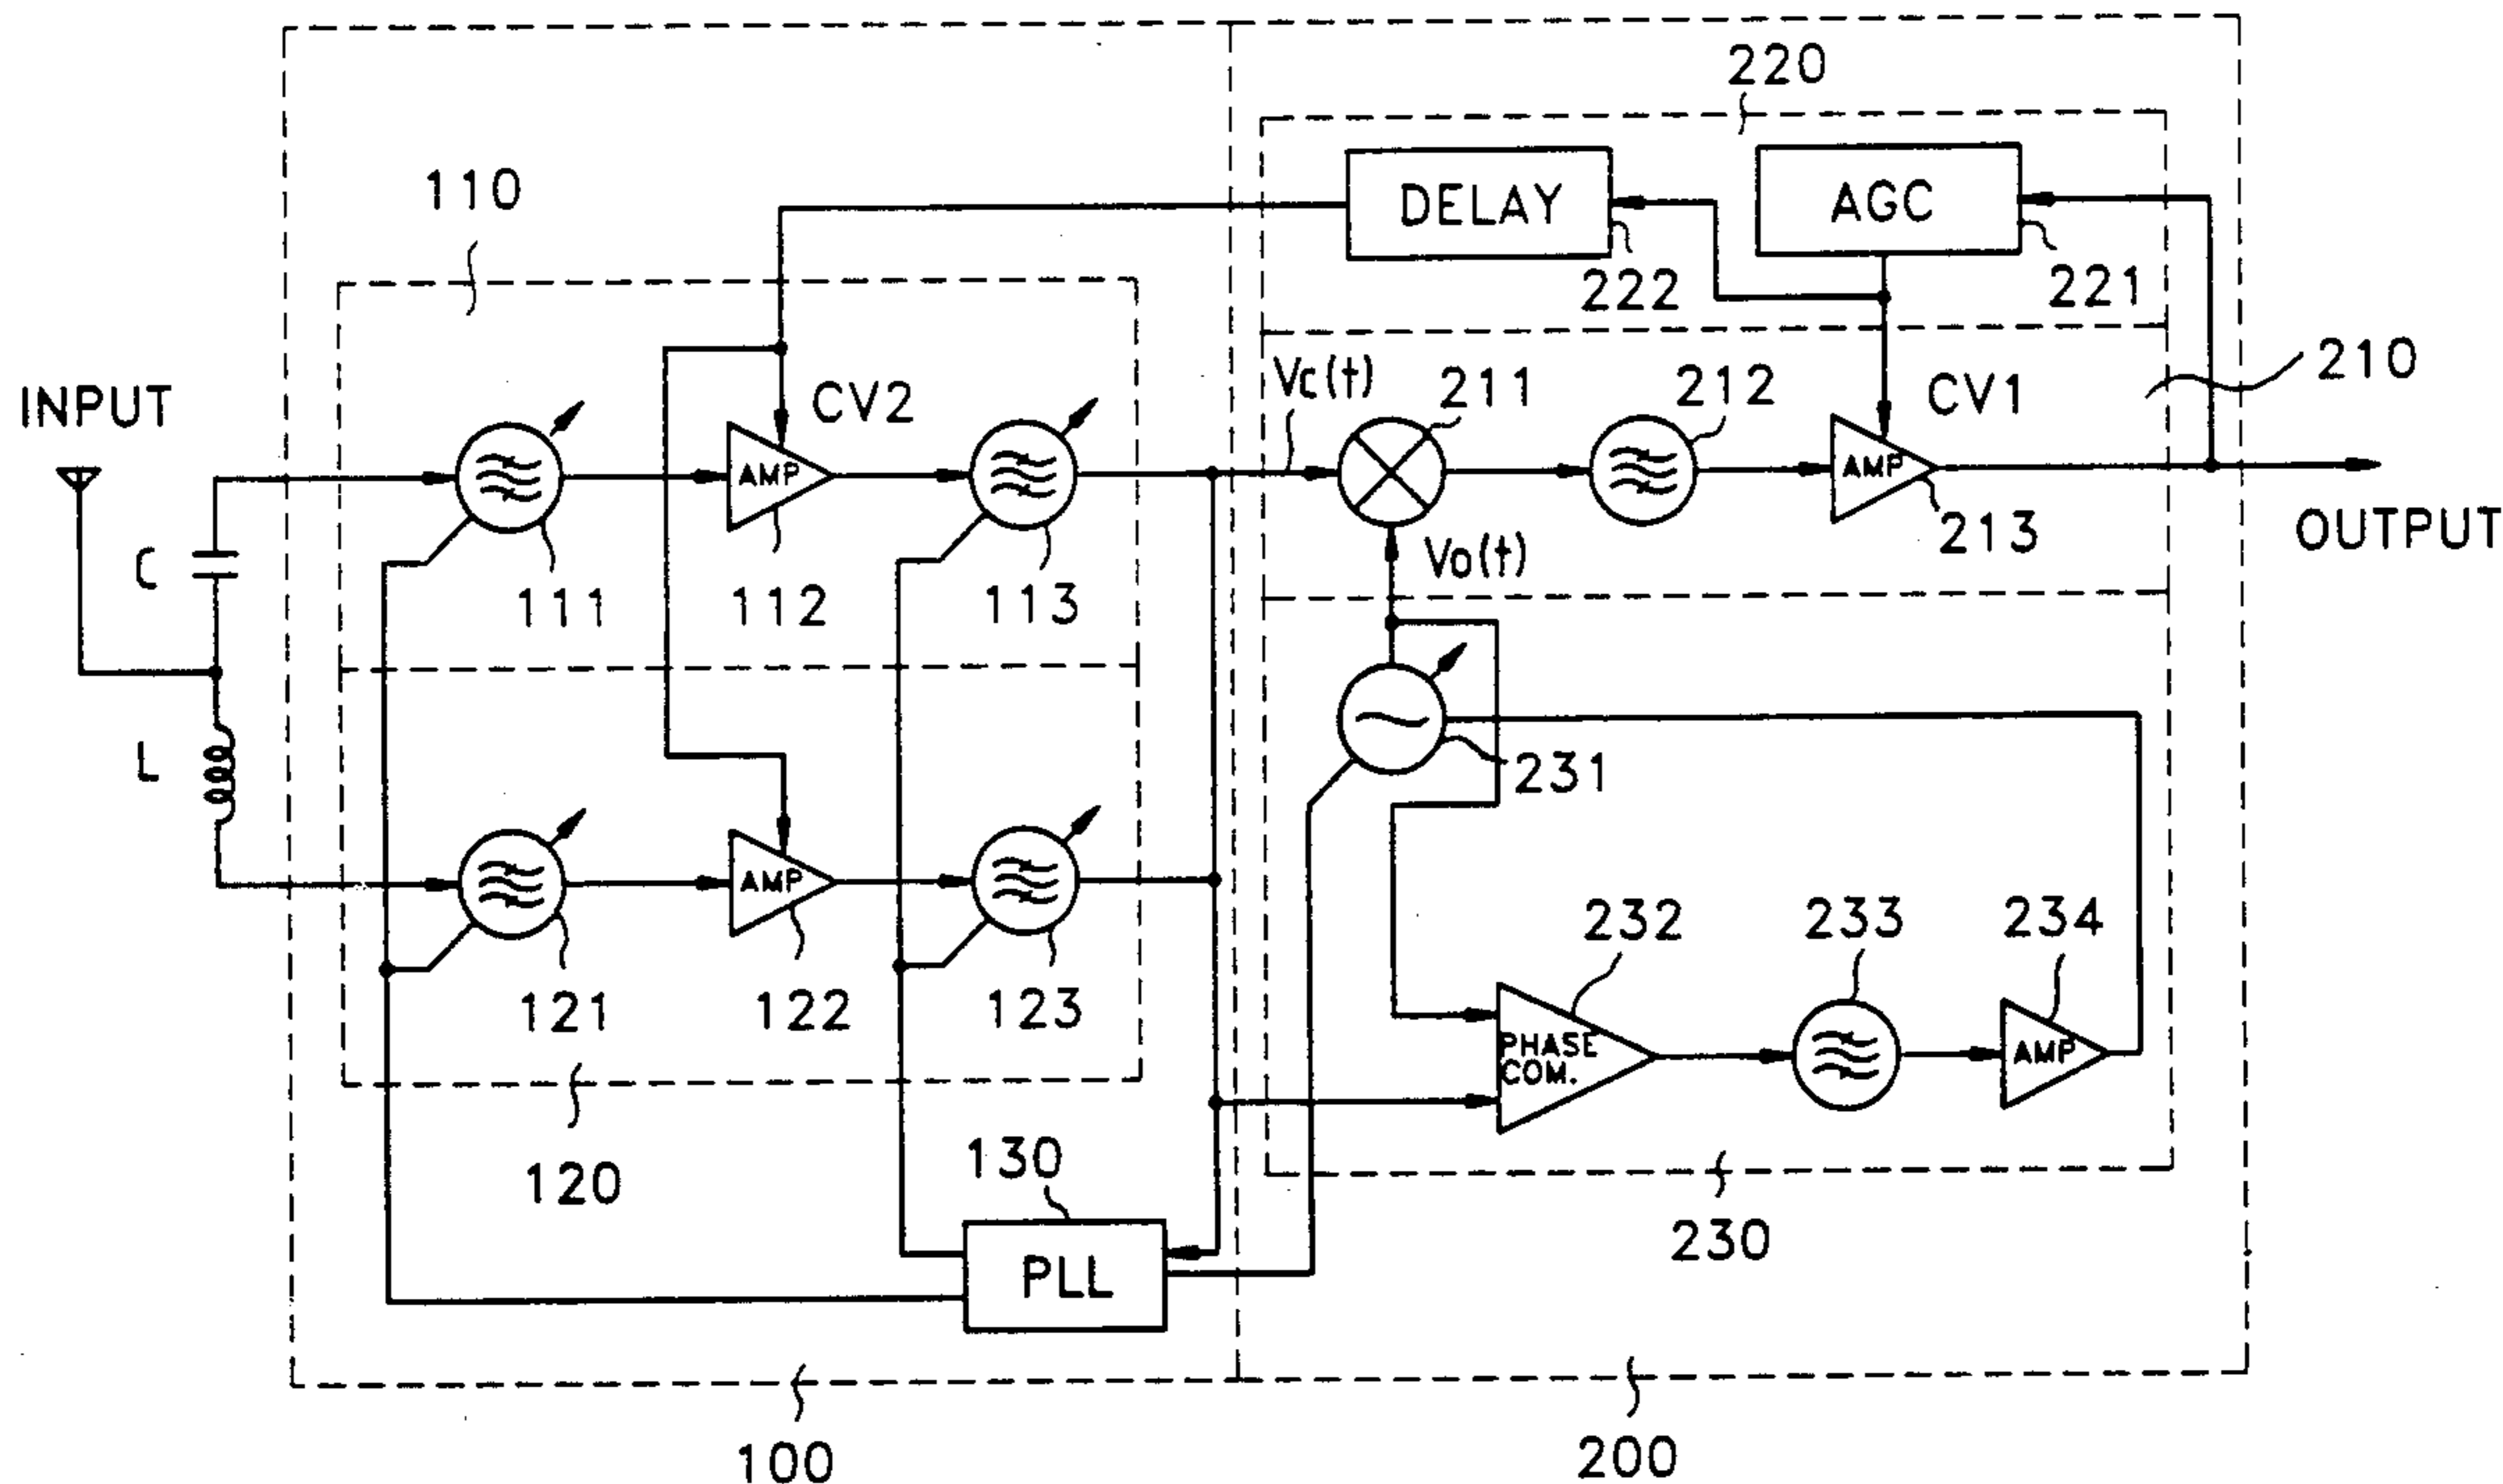 220
110
DELAY
AGC
222
221
INPUT
CV2
Vc(t)
211
212
CV1
210
AMP
AMP
C
111
112
113
Vo(t)
213
OUTPUT
L
231
AMP
121
122
123
232
233
234
PHASE
COM.
AMP
120
130
PLL
230
100
200